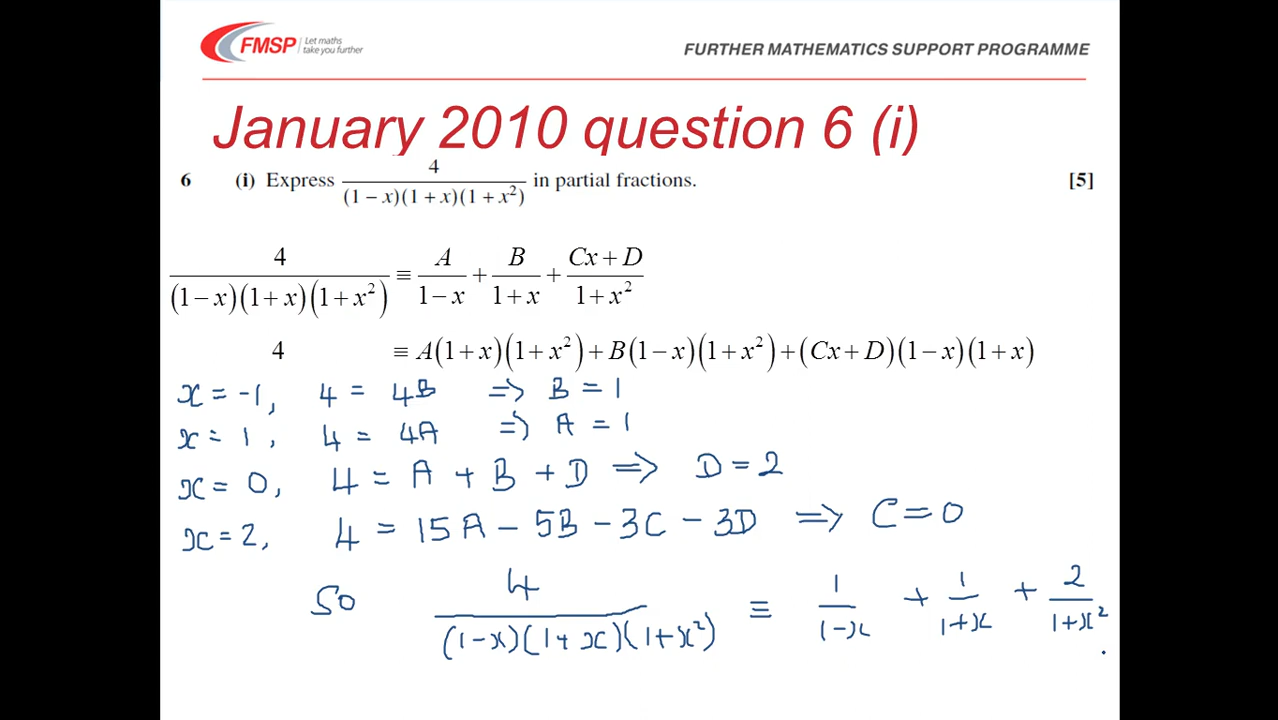 FMSP Let maths take you further
FURTHER MATHEMATICS SUPPORT PROGRAMME
January 2010 question 6 (i)
6 (i) Express 4/((1 − x)(1 + x)(1 + x²)) in partial fractions. [5]
4/((1−x)(1+x)(1+x²)) ≡ A/(1−x) + B/(1+x) + (Cx+D)/(1+x²)
4 ≡ A(1+x)(1+x²)+B(1−x)(1+x²)+(Cx+D)(1−x)(1+x)
x = -1, 4 = 4B => B = 1
x = 1, 4 = 4A => A = 1
x = 0, 4 = A + B + D => D = 2
x = 2, 4 = 15A − 5B − 3C − 3D => C = 0
So 4/((1−x)(1+x)(1+x²)) ≡ 1/(1−x) + 1/(1+x) + 2/(1+x²).